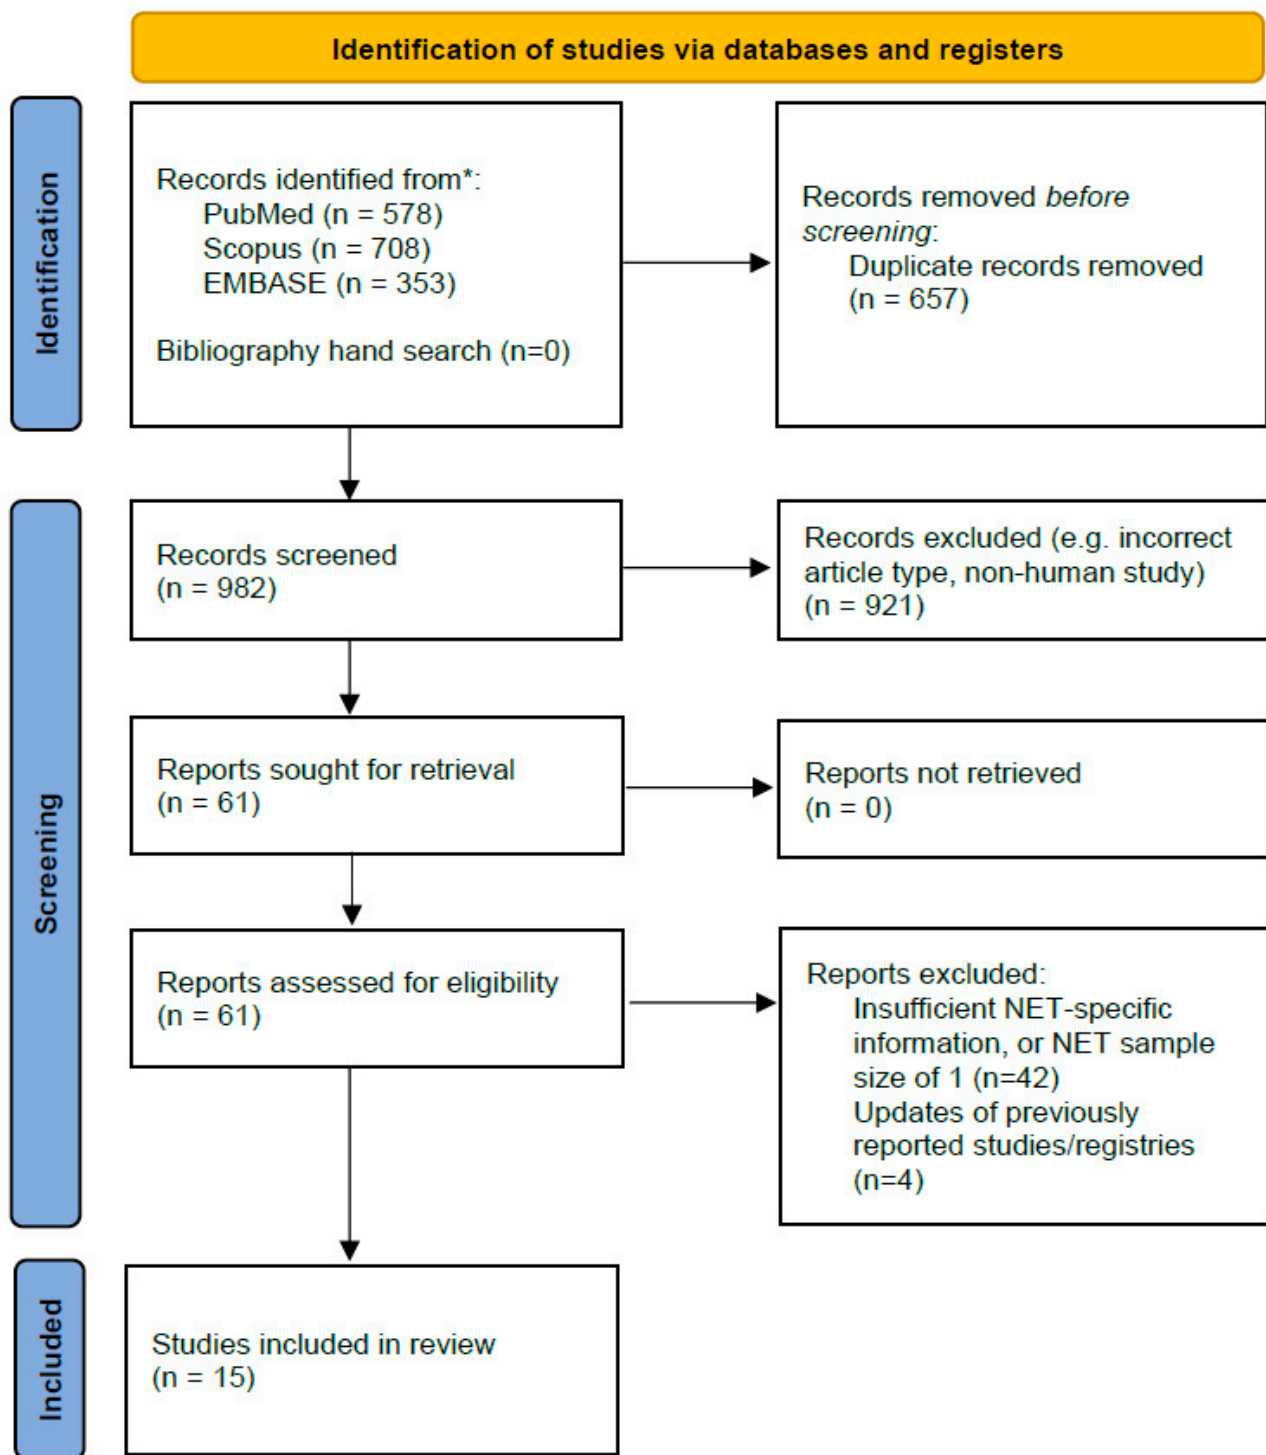 Identification of studies via databases and registers
Identification
Records identified from*:
PubMed (n = 578)
Scopus (n = 708)
EMBASE (n = 353)
Bibliography hand search (n=0)
Records removed before
screening:
Duplicate records removed
(n = 657)
Screening
Records screened
(n = 982)
Records excluded (e.g. incorrect
article type, non-human study)
(n = 921)
Reports sought for retrieval
(n = 61)
Reports not retrieved
(n = 0)
Reports assessed for eligibility
(n = 61)
Reports excluded:
Insufficient NET-specific
information, or NET sample
size of 1 (n=42)
Updates of previously
reported studies/registries
(n=4)
Included
Studies included in review
(n = 15)